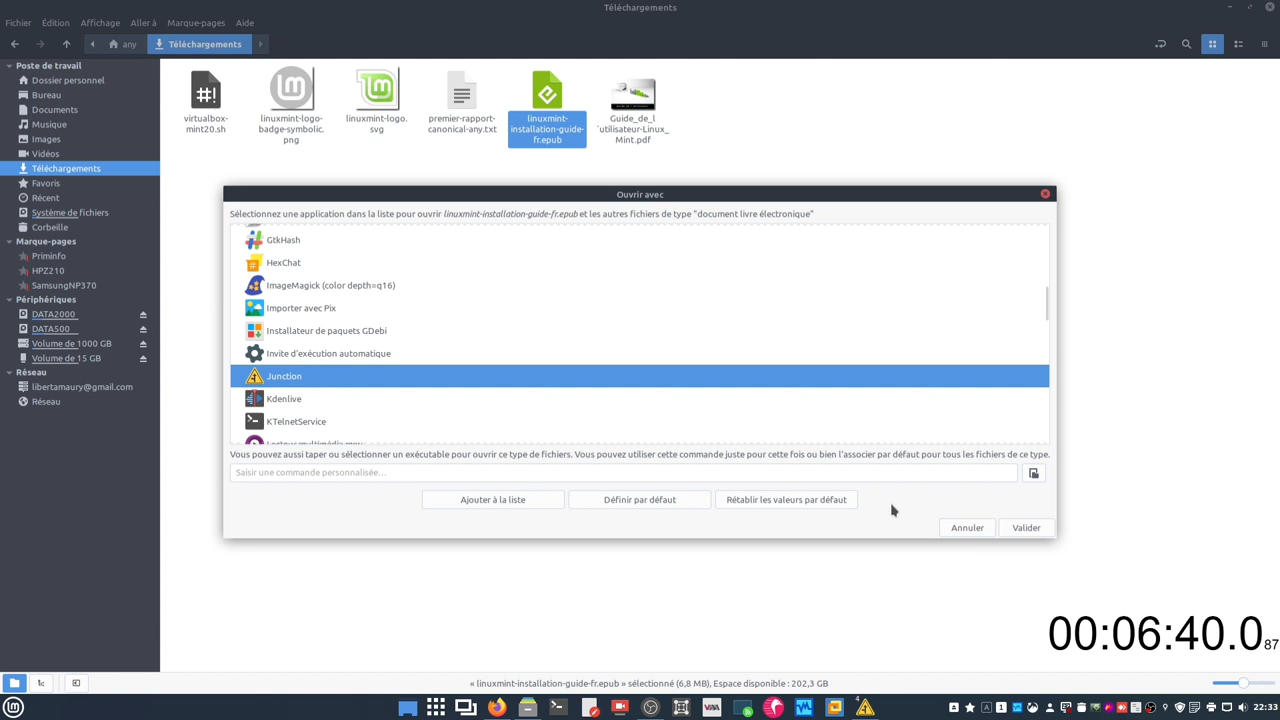 Téléchargements
Fichier Édition Affichage Aller à Marque-pages Aide
any Téléchargements
Poste de travail
Dossier personnel
Bureau
Documents
Musique
Images
Vidéos
Téléchargements
Favoris
Récent
Système de fichiers
Corbeille
Marque-pages
Priminfo
HPZ210
SamsungNP370
Périphériques
DATA2000
DATA500
Volume de 1000 GB
Volume de 15 GB
Réseau
libertamaury@gmail.com
Réseau
#!
virtualbox-
mint20.sh
linuxmint-logo-
badge-symbolic.
png
linuxmint-logo.
svg
premier-rapport-
canonical-any.txt
linuxmint-
installation-guide-
fr.epub
Guide_de_l
'utilisateur-Linux_
Mint.pdf
Ouvrir avec
Sélectionnez une application dans la liste pour ouvrir linuxmint-installation-guide-fr.epub et les autres fichiers de type "document livre électronique"
GtkHash
HexChat
ImageMagick (color depth=q16)
Importer avec Pix
Installateur de paquets GDebi
Invite d'exécution automatique
Junction
Kdenlive
KTelnetService
Vous pouvez aussi taper ou sélectionner un exécutable pour ouvrir ce type de fichiers. Vous pouvez utiliser cette commande juste pour cette fois ou bien l'associer par défaut pour tous les fichiers de ce type.
Saisir une commande personnalisée...
Ajouter à la liste Définir par défaut Rétablir les valeurs par défaut
Annuler Valider
00:06:40.087
« linuxmint-installation-guide-fr.epub » sélectionné (6,8 MB), Espace disponible : 202,3 GB
22:33